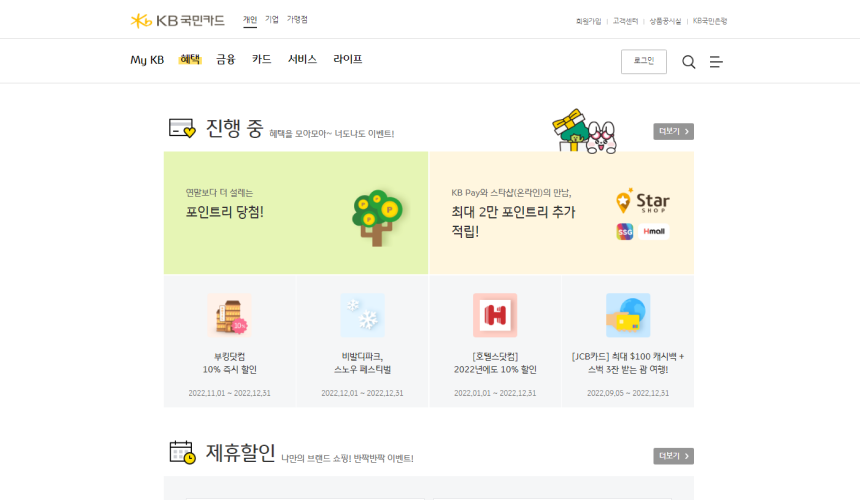 KB국민카드
개인 기업 가맹점
회원가입 고객센터 상품공시실 KB국민은행
My KB 혜택 금융 카드 서비스 라이프
로그인
진행 중 혜택을 모아모아~ 너도나도 이벤트!
더보기
연말보다 더 설레는
포인트리 당첨!
KB Pay와 스타샵(온라인)의 만남,
최대 2만 포인트리 추가
적립!
Star
SHOP
SSG Hmall
10%
부킹닷컴
10% 즉시 할인
2022.11.01 ~ 2022.12.31
비발디파크,
스노우 페스티벌
2022.12.01 ~ 2022.12.31
H
[호텔스닷컴]
2022년에도 10% 할인
2022.01.01 ~ 2022.12.31
[JCB카드] 최대 $100 캐시백 +
스벅 3잔 받는 괌 여행!
2022.09.05 ~ 2022.12.31
제휴할인 나만의 브랜드 쇼핑! 반짝반짝 이벤트!
더보기